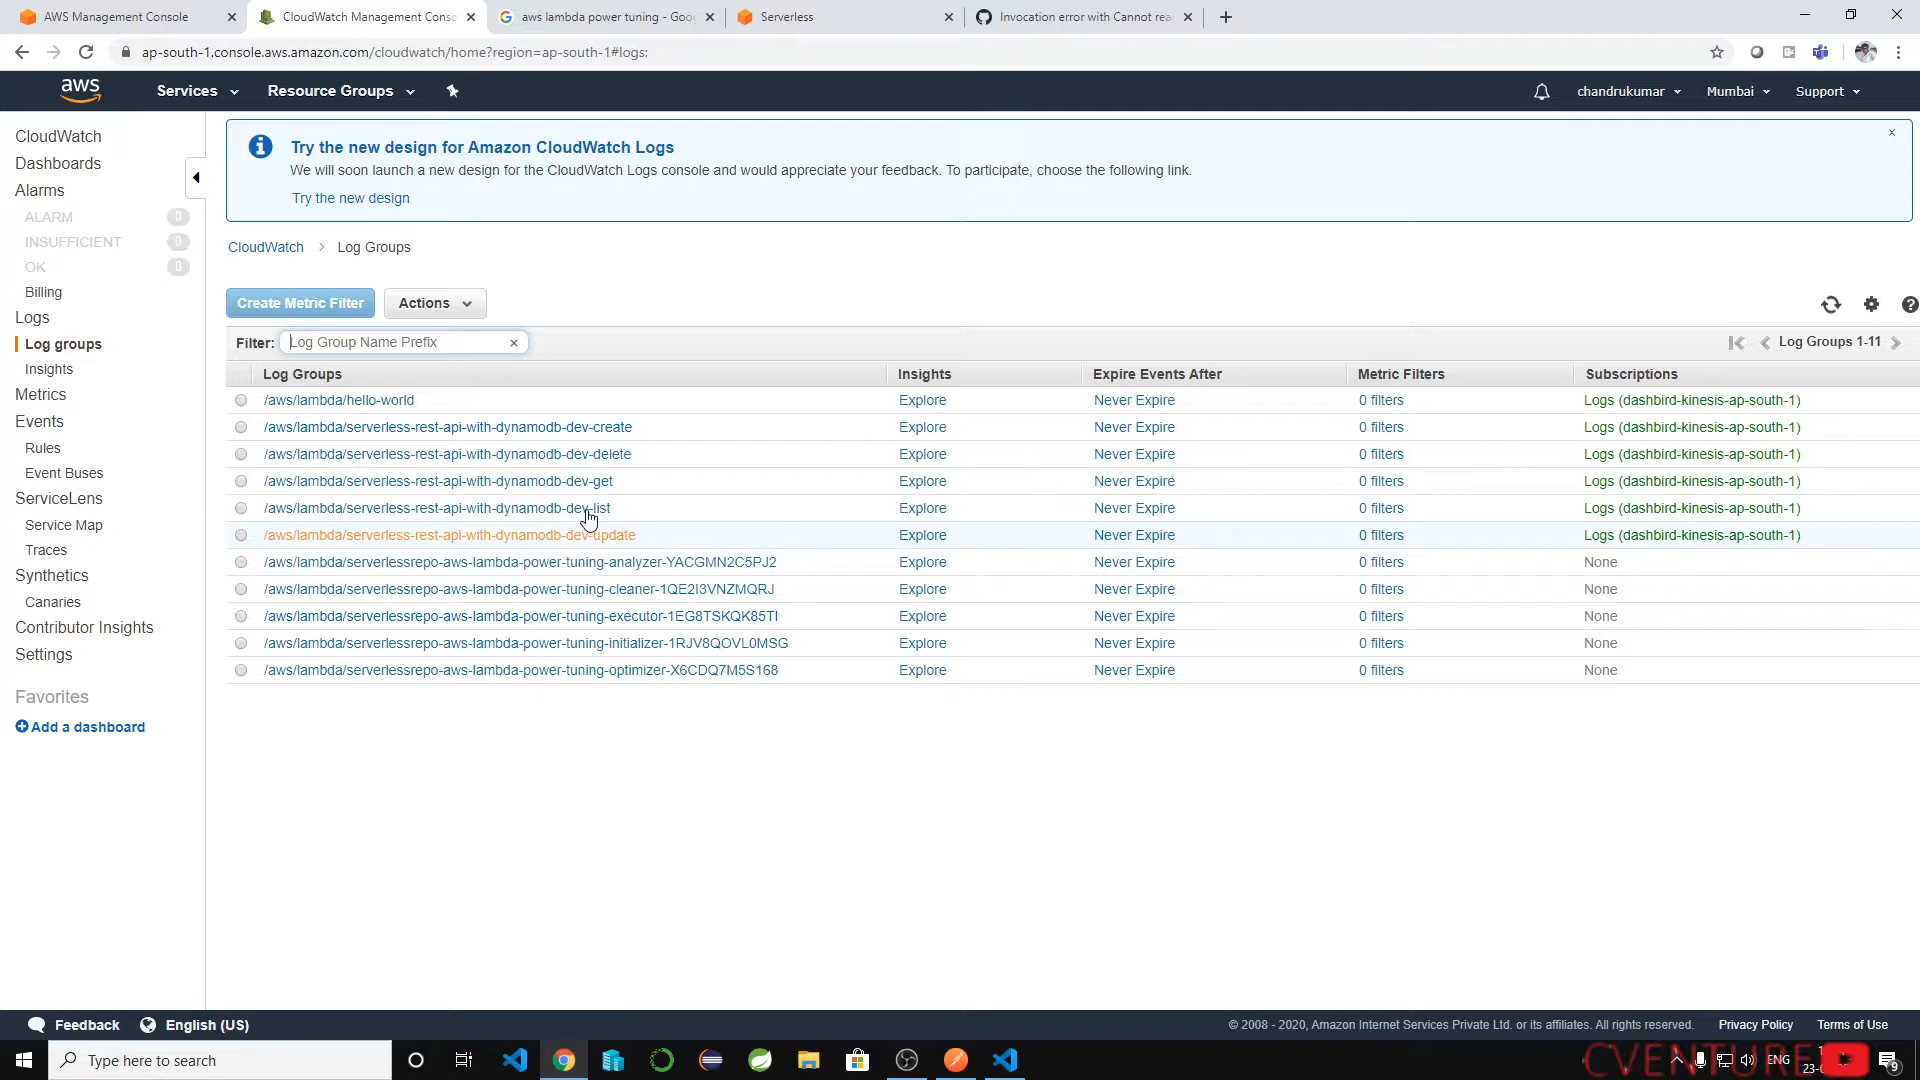 AWS Management Console
CloudWatch Management Conso
aws lambda power tuning - Goo
Serverless
Invocation error with Cannot rea
ap-south-1.console.aws.amazon.com/cloudwatch/home?region=ap-south-1#logs:
aws
Services
Resource Groups
chandrukumar
Mumbai
Support
CloudWatch
Dashboards
Alarms
ALARM 0
INSUFFICIENT 0
OK 0
Billing
Logs
Log groups
Insights
Metrics
Events
Rules
Event Buses
ServiceLens
Service Map
Traces
Synthetics
Canaries
Contributor Insights
Settings
Favorites
Add a dashboard
Try the new design for Amazon CloudWatch Logs
We will soon launch a new design for the CloudWatch Logs console and would appreciate your feedback. To participate, choose the following link.
Try the new design
CloudWatch > Log Groups
Create Metric Filter
Actions
Filter: Log Group Name Prefix
Log Groups 1-11
Log Groups Insights Expire Events After Metric Filters Subscriptions
/aws/lambda/hello-world Explore Never Expire 0 filters Logs (dashbird-kinesis-ap-south-1)
/aws/lambda/serverless-rest-api-with-dynamodb-dev-create Explore Never Expire 0 filters Logs (dashbird-kinesis-ap-south-1)
/aws/lambda/serverless-rest-api-with-dynamodb-dev-delete Explore Never Expire 0 filters Logs (dashbird-kinesis-ap-south-1)
/aws/lambda/serverless-rest-api-with-dynamodb-dev-get Explore Never Expire 0 filters Logs (dashbird-kinesis-ap-south-1)
/aws/lambda/serverless-rest-api-with-dynamodb-dev-list Explore Never Expire 0 filters Logs (dashbird-kinesis-ap-south-1)
/aws/lambda/serverless-rest-api-with-dynamodb-dev-update Explore Never Expire 0 filters Logs (dashbird-kinesis-ap-south-1)
/aws/lambda/serverlessrepo-aws-lambda-power-tuning-analyzer-YACGMN2C5PJ2 Explore Never Expire 0 filters None
/aws/lambda/serverlessrepo-aws-lambda-power-tuning-cleaner-1QE2I3VNZMQRJ Explore Never Expire 0 filters None
/aws/lambda/serverlessrepo-aws-lambda-power-tuning-executor-1EG8TSKQK85TI Explore Never Expire 0 filters None
/aws/lambda/serverlessrepo-aws-lambda-power-tuning-initializer-1RJV8QOVL0MSG Explore Never Expire 0 filters None
/aws/lambda/serverlessrepo-aws-lambda-power-tuning-optimizer-X6CDQ7M5S168 Explore Never Expire 0 filters None
Feedback
English (US)
© 2008 - 2020, Amazon Internet Services Private Ltd. or its affiliates. All rights reserved.
Privacy Policy
Terms of Use
Type here to search
CVENTURE
ENG
9